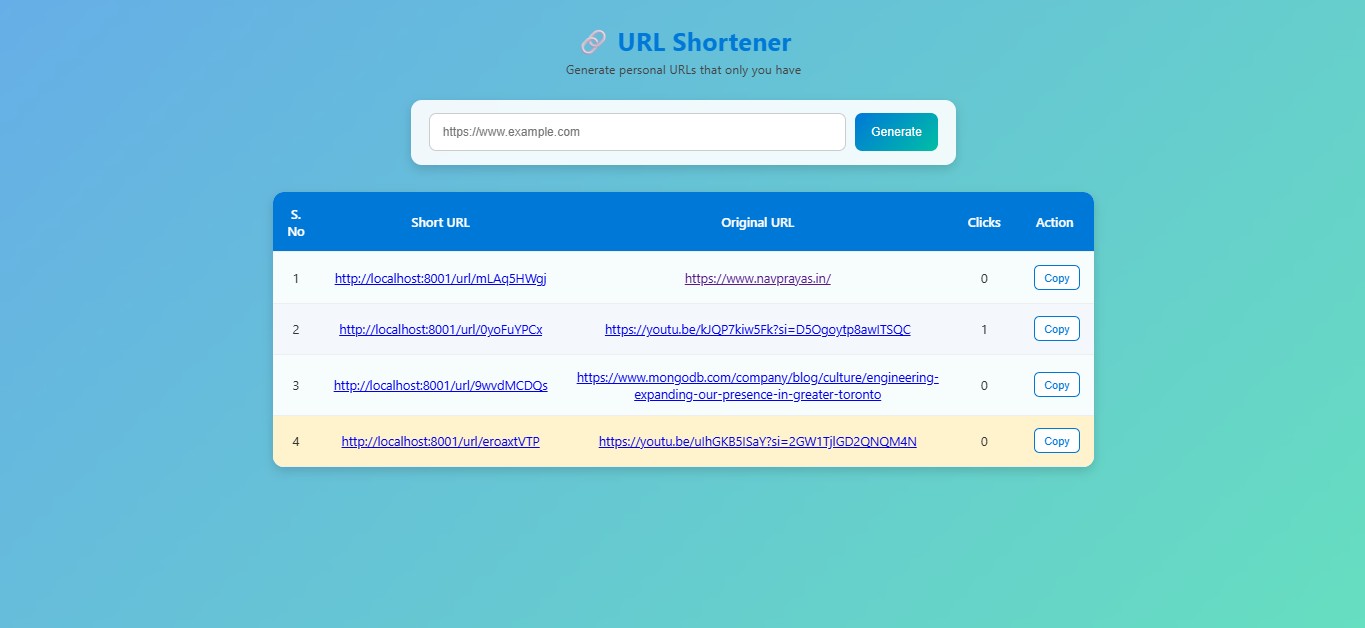 🔗 URL Shortener
Generate personal URLs that only you have
https://www.example.com Generate
S. No Short URL Original URL Clicks Action
1 http://localhost:8001/url/mLAq5HWgj https://www.navprayas.in/ 0 Copy
2 http://localhost:8001/url/0yoFuYPCx https://youtu.be/kJQP7kiw5Fk?si=D5Ogoytp8awITSQC 1 Copy
3 http://localhost:8001/url/9wvdMCDQs https://www.mongodb.com/company/blog/culture/engineering-
expanding-our-presence-in-greater-toronto 0 Copy
4 http://localhost:8001/url/eroaxtVTP https://youtu.be/uIhGKB5ISaY?si=2GW1TjlGD2QNQM4N 0 Copy